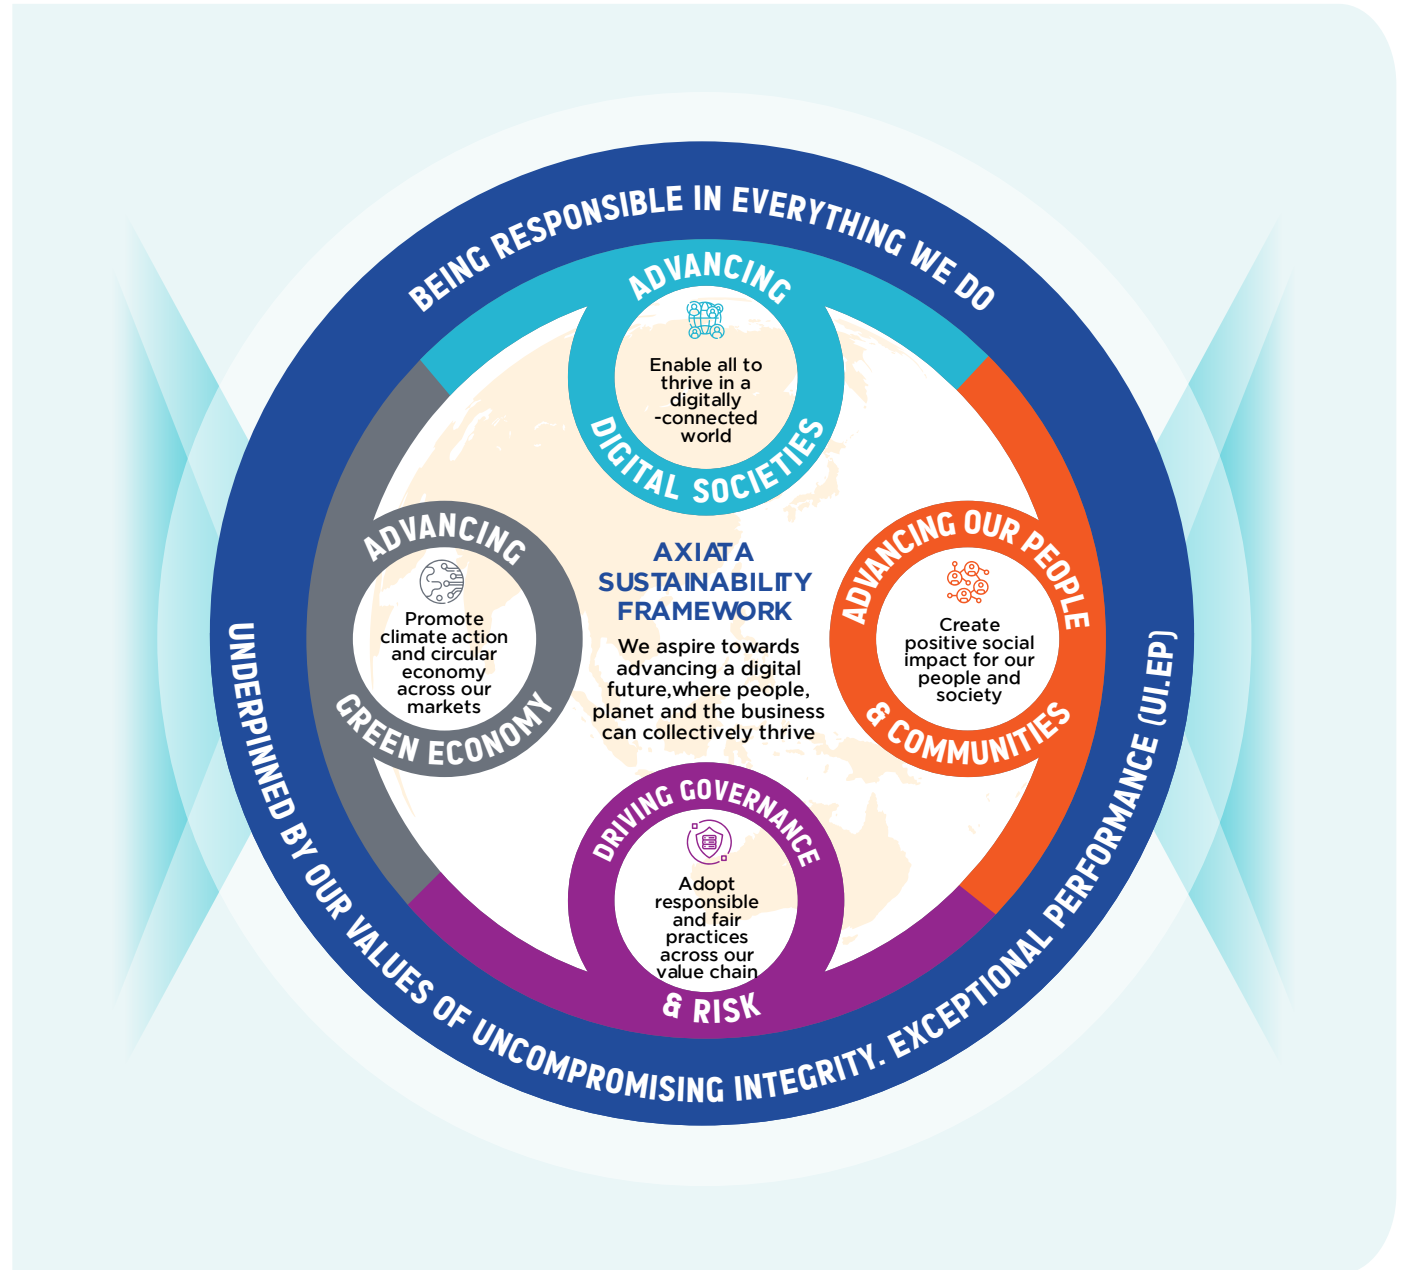 BEING RESPONSIBLE IN EVERYTHING WE DO
ADVANCING
Enable all to
thrive in a
digitally
-connected
world
DIGITAL SOCIETIES
ADVANCING
Promote
climate action
and circular
economy
across our
markets
GREEN ECONOMY
AXIATA
SUSTAINABILITY
FRAMEWORK
We aspire towards
advancing a digital
future,where people,
planet and the business
can collectively thrive
ADVANCING OUR PEOPLE
Create
positive social
impact for our
people and
society
& COMMUNITIES
DRIVING GOVERNANCE
Adopt
responsible
and fair
practices
across our
value chain
& RISK
UNDERPINNED BY OUR VALUES OF UNCOMPROMISING INTEGRITY. EXCEPTIONAL PERFORMANCE (UI.EP)